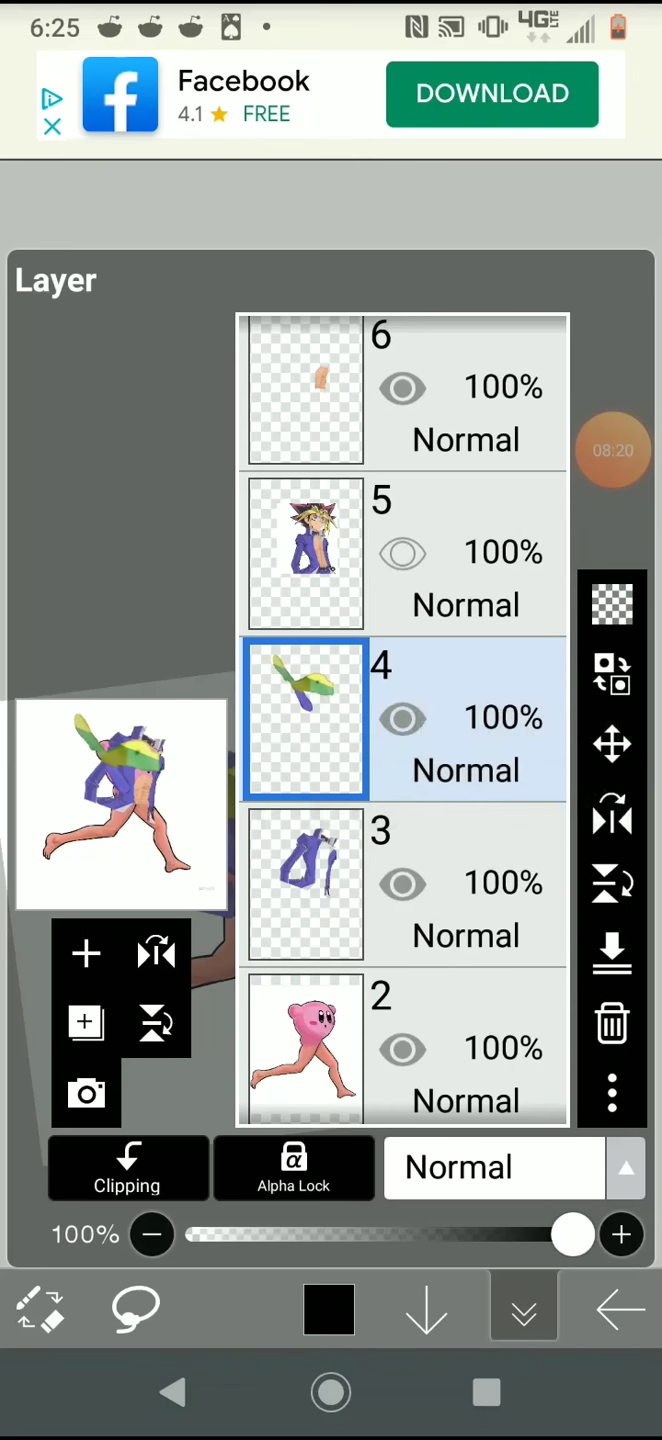 6:25
4G LTE
Facebook
4.1 ★ FREE
DOWNLOAD
Layer
6
100%
Normal
08:20
5
100%
Normal
4
100%
Normal
3
100%
Normal
2
100%
Normal
Clipping
α
Alpha Lock
Normal
100%